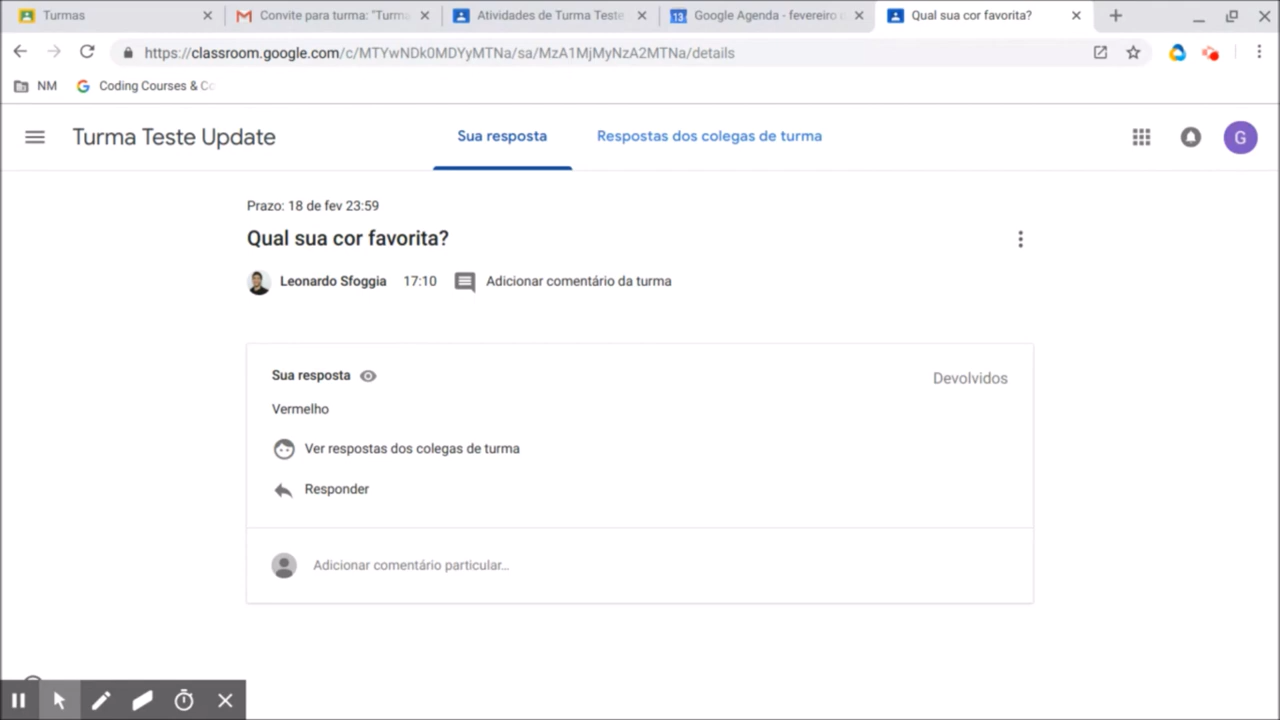 Turmas
Convite para turma: "Turma
Atividades de Turma Teste
13 Google Agenda - fevereiro
Qual sua cor favorita?
https://classroom.google.com/c/MTYwNDk0MDYyMTNa/sa/MzA1MjMyNzA2MTNa/details
NM
Coding Courses & Co
Turma Teste Update
Sua resposta
Respostas dos colegas de turma
G
Prazo: 18 de fev 23:59
Qual sua cor favorita?
Leonardo Sfoggia 17:10 Adicionar comentário da turma
Sua resposta
Devolvidos
Vermelho
Ver respostas dos colegas de turma
Responder
Adicionar comentário particular...